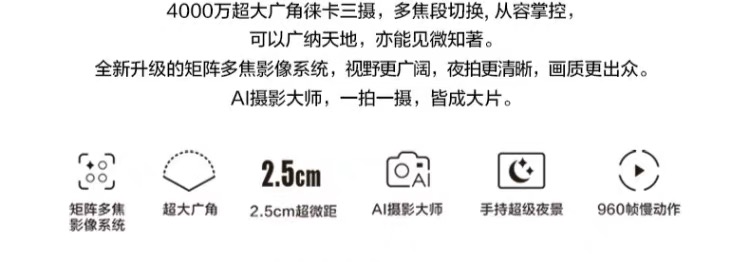 4000万超大广角徕卡三摄，多焦段切换, 从容掌控，
可以广纳天地，亦能见微知著。
全新升级的矩阵多焦影像系统，视野更广阔，夜拍更清晰，画质更出众。
AI摄影大师，一拍一摄，皆成大片。
2.5cm
AI
矩阵多焦
影像系统
超大广角
2.5cm超微距
AI摄影大师
手持超级夜景
960帧慢动作